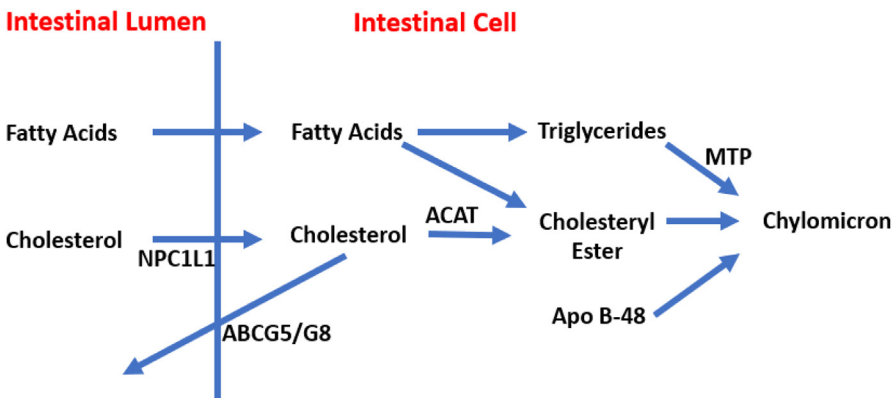 Intestinal Lumen
Intestinal Cell
Fatty Acids
Fatty Acids
Triglycerides
MTP
Cholesterol
NPC1L1
Cholesterol
ACAT
Cholesteryl
Ester
Chylomicron
Apo B-48
ABCG5/G8